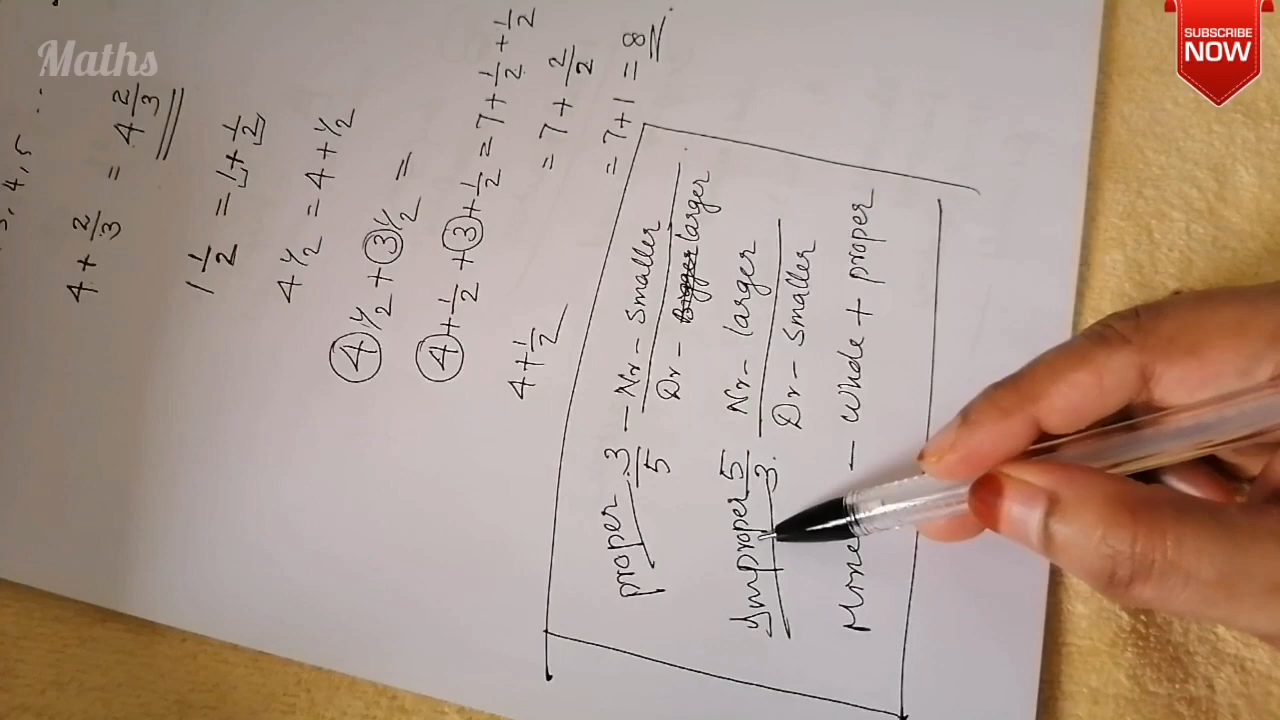 Maths
SUBSCRIBE
NOW
3, 4, 5 ...
4 + 2/3 = 4 2/3
1 1/2 = 1 + 1/2
4 1/2 = 4 + 1/2
4 1/2 + 3 1/2 =
4 + 1/2 + 3 + 1/2 = 7 + 1/2 + 1/2
4 + 1/2
= 7 + 2/2
= 7 + 1 = 8
proper 3/5 - Nr - smaller
Dr - larger
Improper 5/3 Nr - larger
Dr - smaller
- Whole + proper